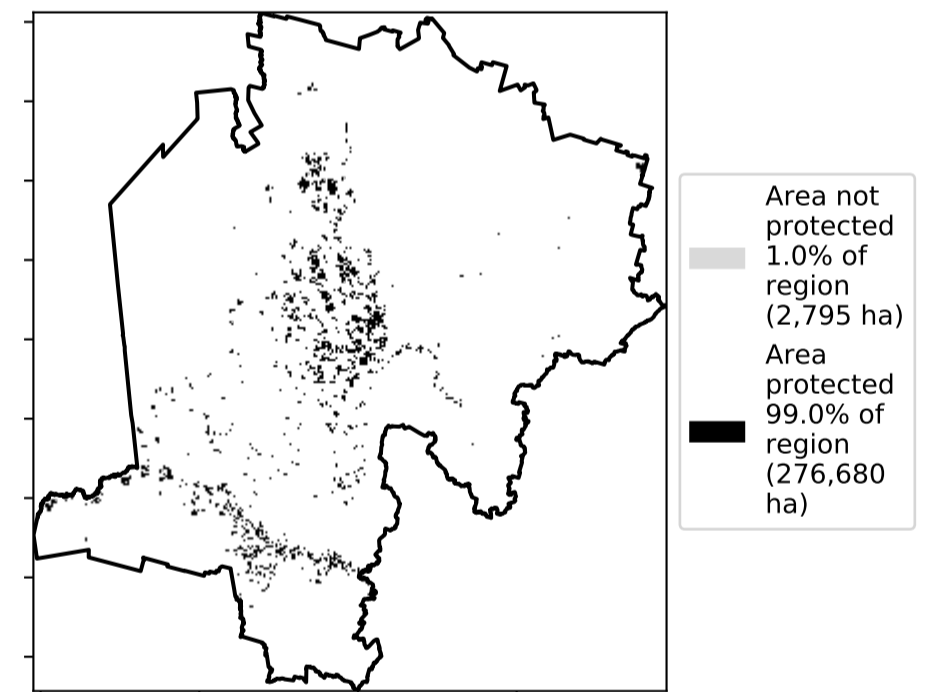 Area not
protected
1.0% of
region
(2,795 ha)
Area
protected
99.0% of
region
(276,680
ha)